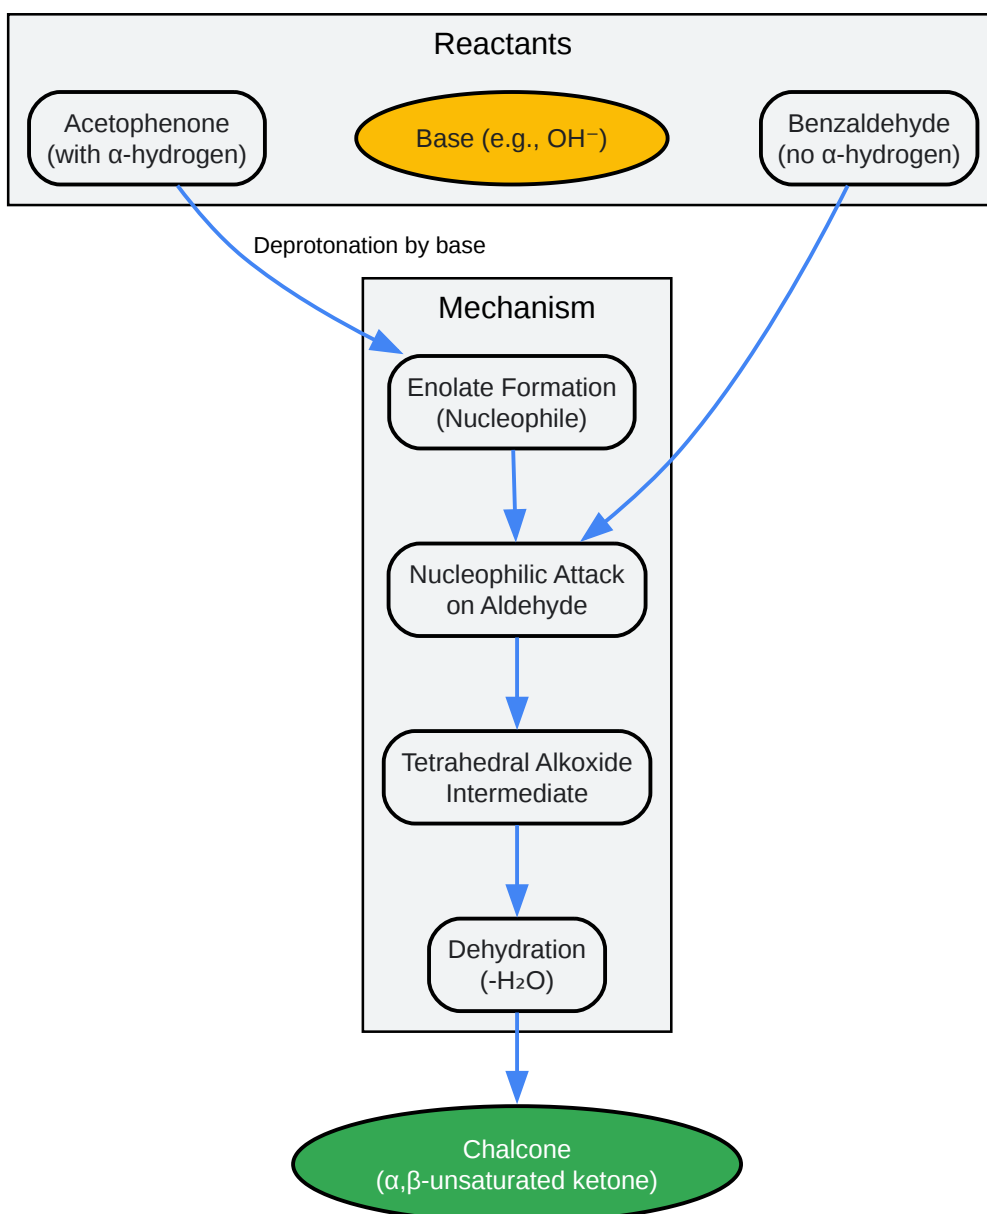 Reactants
Acetophenone
(with α-hydrogen)
Base (e.g., OH⁻)
Benzaldehyde
(no α-hydrogen)
Deprotonation by base
Mechanism
Enolate Formation
(Nucleophile)
Nucleophilic Attack
on Aldehyde
Tetrahedral Alkoxide
Intermediate
Dehydration
(-H₂O)
Chalcone
(α,β-unsaturated ketone)